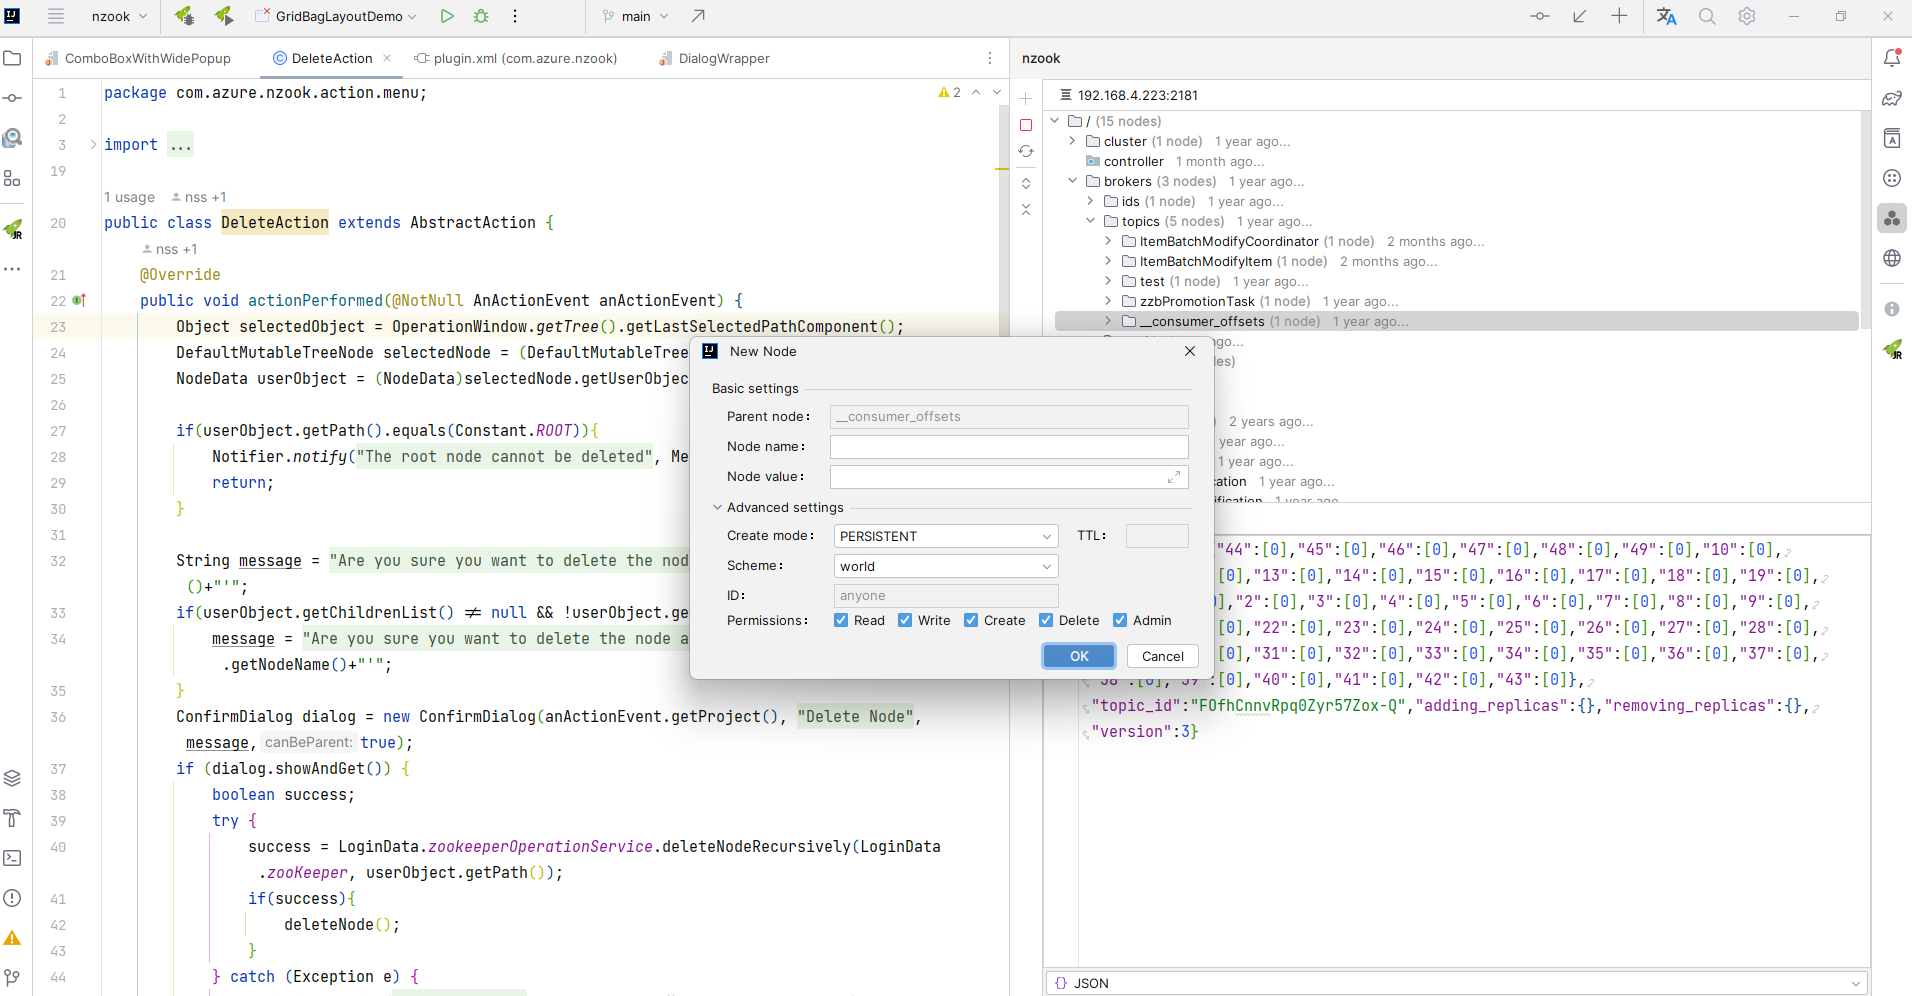 nzook
GridBagLayoutDemo
main
ComboBoxWithWidePopup
DeleteAction
plugin.xml (com.azure.nzook)
DialogWrapper
1 package com.azure.nzook.action.menu;
2
3 import ...
19
1 usage nss +1
20 public class DeleteAction extends AbstractAction {
nss +1
21 @Override
22 public void actionPerformed(@NotNull AnActionEvent anActionEvent) {
23 Object selectedObject = OperationWindow.getTree().getLastSelectedPathComponent();
24 DefaultMutableTreeNode selectedNode = (DefaultMutableTree
25 NodeData userObject = (NodeData)selectedNode.getUserObjec
26
27 if(userObject.getPath().equals(Constant.ROOT)){
28 Notifier.notify("The root node cannot be deleted", Me
29 return;
30 }
31
32 String message = "Are you sure you want to delete the nod
()+"'";
33 if(userObject.getChildrenList() ≠ null && !userObject.ge
34 message = "Are you sure you want to delete the node a
.getNodeName()+"'";
35 }
36 ConfirmDialog dialog = new ConfirmDialog(anActionEvent.getProject(), "Delete Node",
message, canBeParent: true);
37 if (dialog.showAndGet()) {
38 boolean success;
39 try {
40 success = LoginData.zookeeperOperationService.deleteNodeRecursively(LoginData
.zooKeeper, userObject.getPath());
41 if(success){
42 deleteNode();
43 }
44 } catch (Exception e) {
2
nzook
192.168.4.223:2181
/ (15 nodes)
cluster (1 node) 1 year ago...
controller 1 month ago...
brokers (3 nodes) 1 year ago...
ids (1 node) 1 year ago...
topics (5 nodes) 1 year ago...
ItemBatchModifyCoordinator (1 node) 2 months ago...
ItemBatchModifyItem (1 node) 2 months ago...
test (1 node) 1 year ago...
zzbPromotionTask (1 node) 1 year ago...
__consumer_offsets (1 node) 1 year ago...
ago...
des)
) 2 years ago...
year ago...
1 year ago...
cation 1 year ago...
ification 1 year ago
New Node
Basic settings
Parent node: __consumer_offsets
Node name:
Node value:
Advanced settings
Create mode: PERSISTENT TTL:
Scheme: world
ID: anyone
Permissions: Read Write Create Delete Admin
OK Cancel
"44":[0],"45":[0],"46":[0],"47":[0],"48":[0],"49":[0],"10":[0],
[0],"13":[0],"14":[0],"15":[0],"16":[0],"17":[0],"18":[0],"19":[0],
0],"2":[0],"3":[0],"4":[0],"5":[0],"6":[0],"7":[0],"8":[0],"9":[0],
[0],"22":[0],"23":[0],"24":[0],"25":[0],"26":[0],"27":[0],"28":[0],
[0],"31":[0],"32":[0],"33":[0],"34":[0],"35":[0],"36":[0],"37":[0],
"38":[0],"39":[0],"40":[0],"41":[0],"42":[0],"43":[0]},
"topic_id":"FOfhCnnvRpq0Zyr57Zox-Q","adding_replicas":{},"removing_replicas":{},
"version":3}
{} JSON